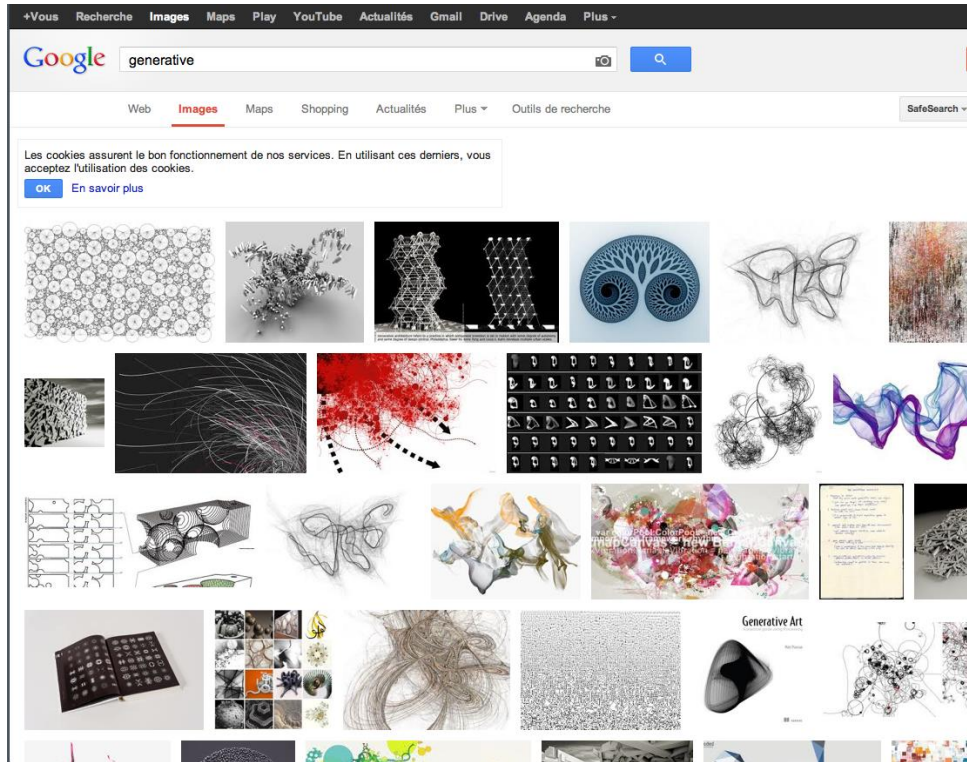 +Vous Recherche Images Maps Play YouTube Actualités Gmail Drive Agenda Plus
Google generative
Web Images Maps Shopping Actualités Plus Outils de recherche SafeSearch
Les cookies assurent le bon fonctionnement de nos services. En utilisant ces derniers, vous
acceptez l'utilisation des cookies.
OK En savoir plus
mapCanvas = new
Generative Art